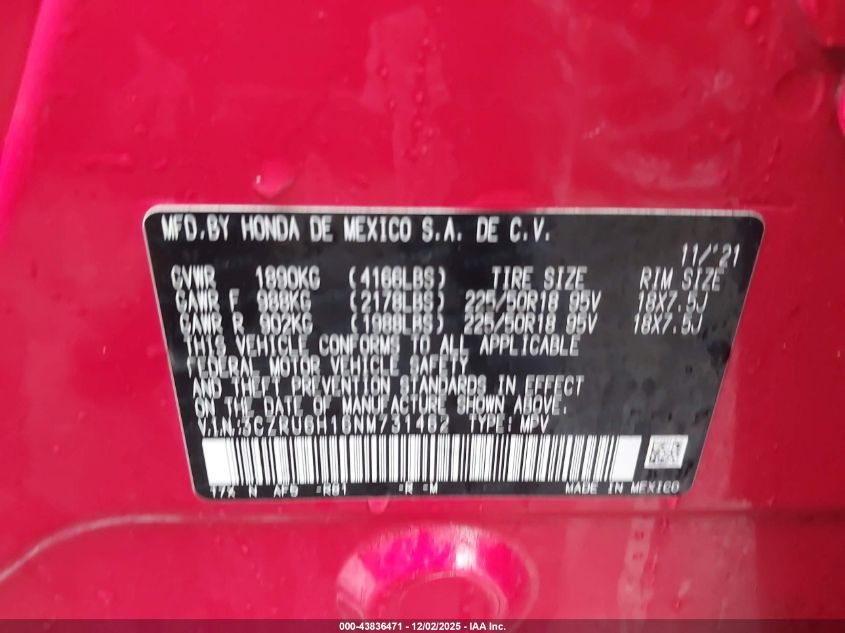 MFD.BY HONDA DE MEXICO S.A. DE C.V.
11/'21
GVWR 1890KG (4166LBS) TIRE SIZE RIM SIZE
GAWR F 988KG (2178LBS) 225/50R18 95V 18X7.5J
GAWR R 902KG (1988LBS) 225/50R18 95V 18X7.5J
THIS VEHICLE CONFORMS TO ALL APPLICABLE
FEDERAL MOTOR VEHICLE SAFETY
AND THEFT PREVENTION STANDARDS IN EFFECT
ON THE DATE OF MANUFACTURE SHOWN ABOVE.
V.I.N.:3CZRU6H16NM731462 TYPE: MPV
17X N AF9 =R81 =R =M MADE IN MEXICO
000-43836471 - 12/02/2025 - IAA Inc.